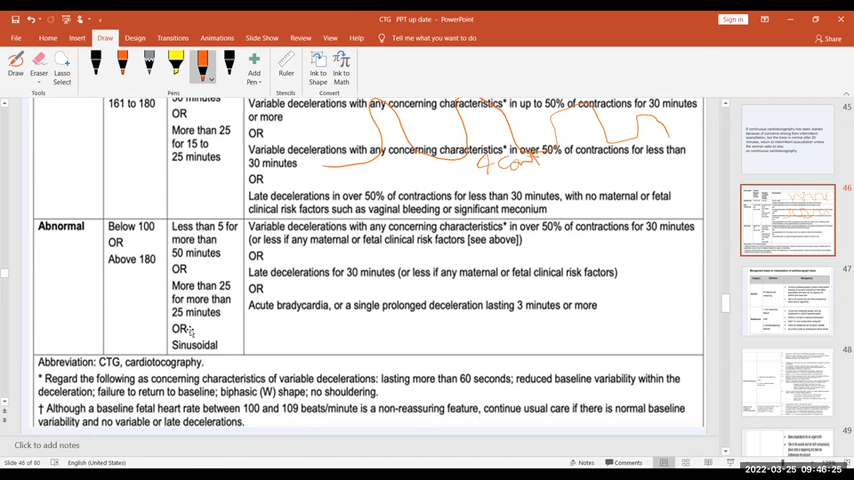 CTG PPT up date - PowerPoint
Sign in
File Home Insert Draw Design Transitions Animations Slide Show Review View Help Tell me what you want to do
Share
Draw Eraser Lasso Select Add Pen Ruler Ink to Shape Ink to Math
Tools Pens Stencils Convert
161 to 180
50 minutes
OR
More than 25
for 15 to
25 minutes
Variable decelerations with any concerning characteristics* in up to 50% of contractions for 30 minutes
or more
OR
Variable decelerations with any concerning characteristics* in over 50% of contractions for less than
30 minutes
4 cont
OR
Late decelerations in over 50% of contractions for less than 30 minutes, with no maternal or fetal
clinical risk factors such as vaginal bleeding or significant meconium
Abnormal
Below 100
OR
Above 180
Less than 5 for
more than
50 minutes
OR
More than 25
for more than
25 minutes
OR
Sinusoidal
Variable decelerations with any concerning characteristics* in over 50% of contractions for 30 minutes
(or less if any maternal or fetal clinical risk factors [see above])
OR
Late decelerations for 30 minutes (or less if any maternal or fetal clinical risk factors)
OR
Acute bradycardia, or a single prolonged deceleration lasting 3 minutes or more
Abbreviation: CTG, cardiotocography.
* Regard the following as concerning characteristics of variable decelerations: lasting more than 60 seconds; reduced baseline variability within the
deceleration; failure to return to baseline; biphasic (W) shape; no shouldering.
† Although a baseline fetal heart rate between 100 and 109 beats/minute is a non-reassuring feature, continue usual care if there is normal baseline
variability and no variable or late decelerations.
45
46
47
48
49
Click to add notes
Slide 46 of 80 English (United States)
Notes Comments
2022-03-25 09:46:25